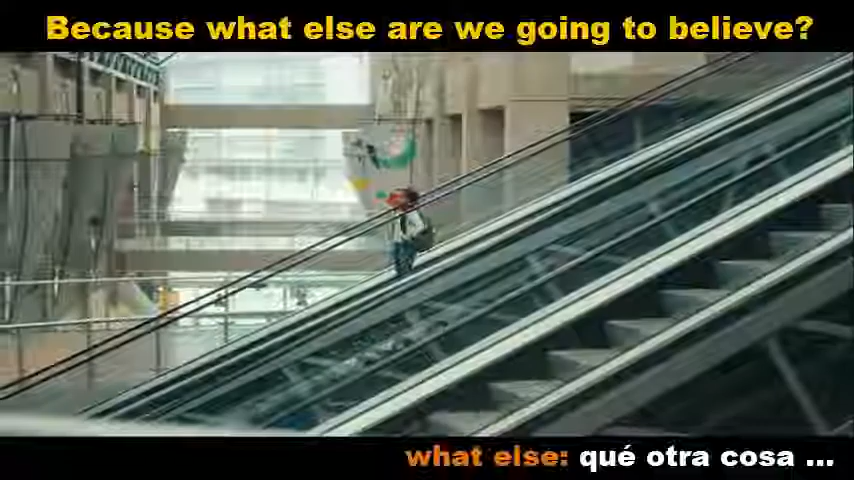 Because what else are we going to believe?
what else: qué otra cosa ...